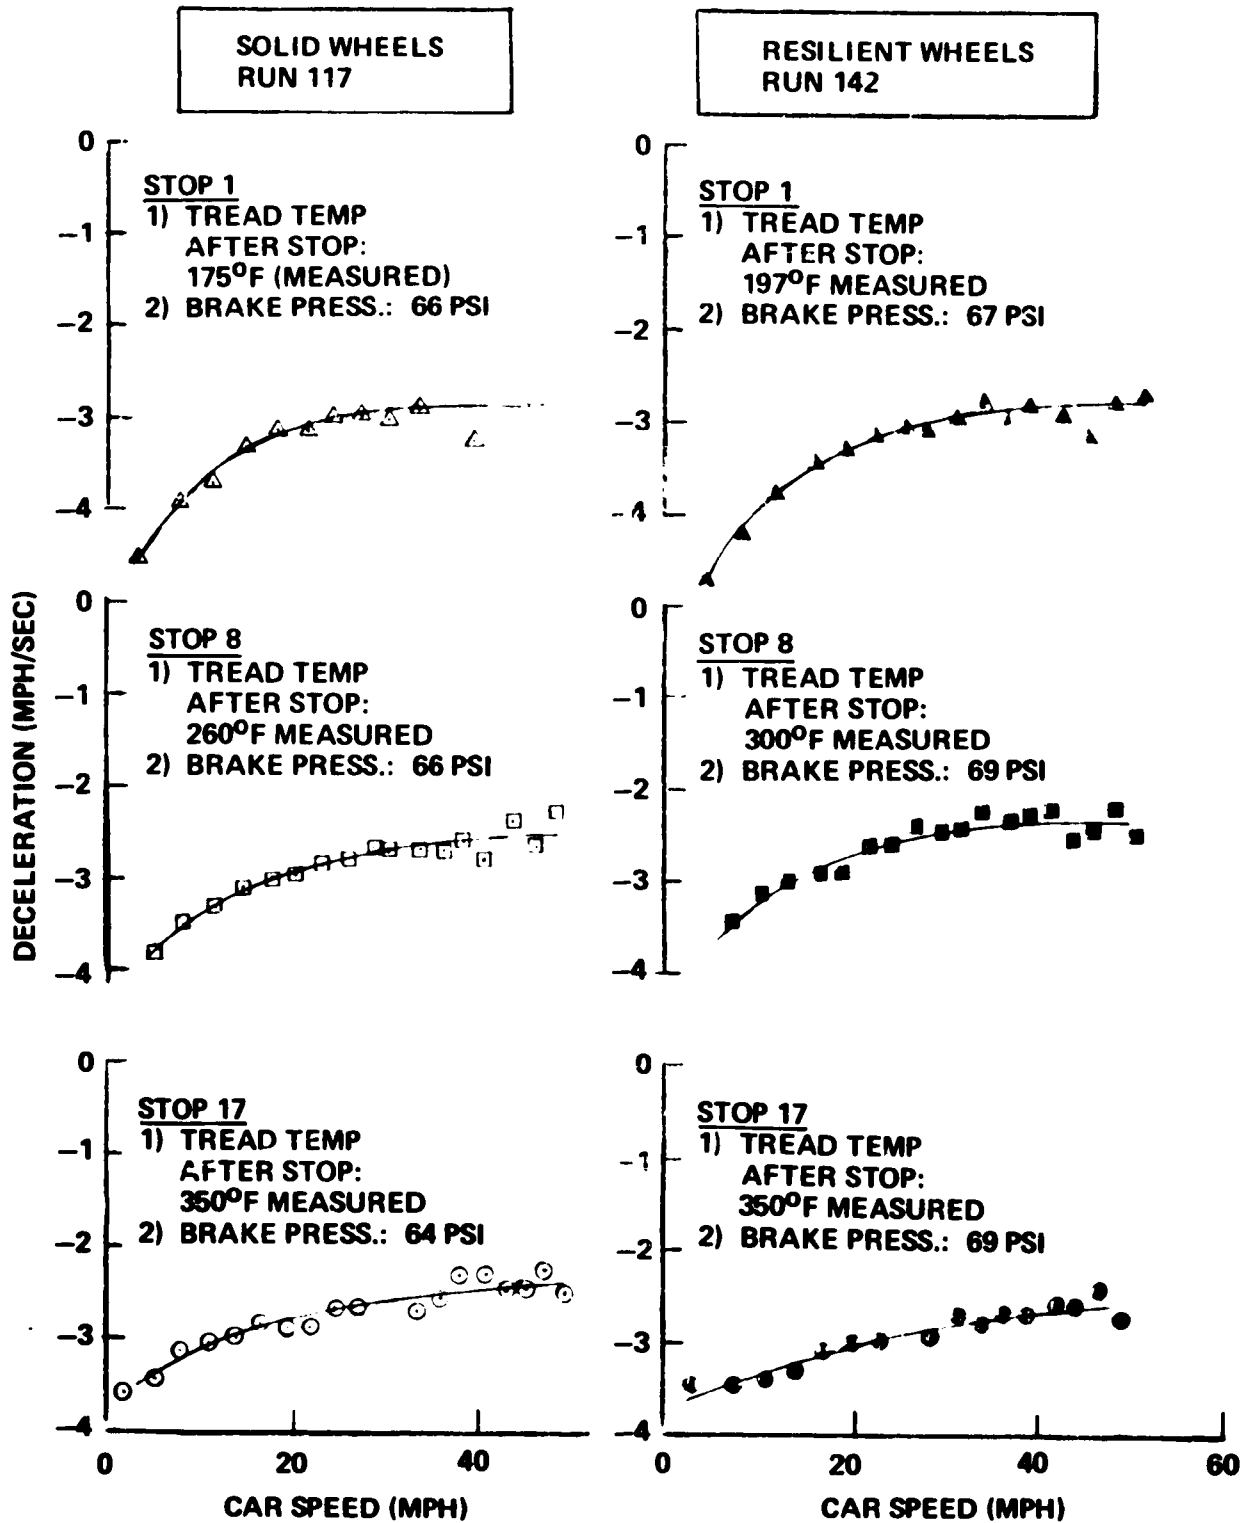 SOLID WHEELS
RUN 117
RESILIENT WHEELS
RUN 142
DECELERATION (MPH/SEC)
0
STOP 1
1) TREAD TEMP
−1
AFTER STOP:
175°F (MEASURED)
2) BRAKE PRESS.: 66 PSI
−2
−3
−4
0
STOP 1
1) TREAD TEMP
−1
AFTER STOP:
197°F MEASURED
2) BRAKE PRESS.: 67 PSI
−2
−3
−4
0
STOP 8
1) TREAD TEMP
−1
AFTER STOP:
260°F MEASURED
2) BRAKE PRESS.: 66 PSI
−2
−3
−4
0
STOP 8
1) TREAD TEMP
−1
AFTER STOP:
300°F MEASURED
2) BRAKE PRESS.: 69 PSI
−2
−3
−4
0
STOP 17
1) TREAD TEMP
−1
AFTER STOP:
350°F MEASURED
2) BRAKE PRESS.: 64 PSI
−2
−3
−4
0 20 40
CAR SPEED (MPH)
0
STOP 17
1) TREAD TEMP
−1
AFTER STOP:
350°F MEASURED
2) BRAKE PRESS.: 69 PSI
−2
−3
−4
0 20 40 60
CAR SPEED (MPH)